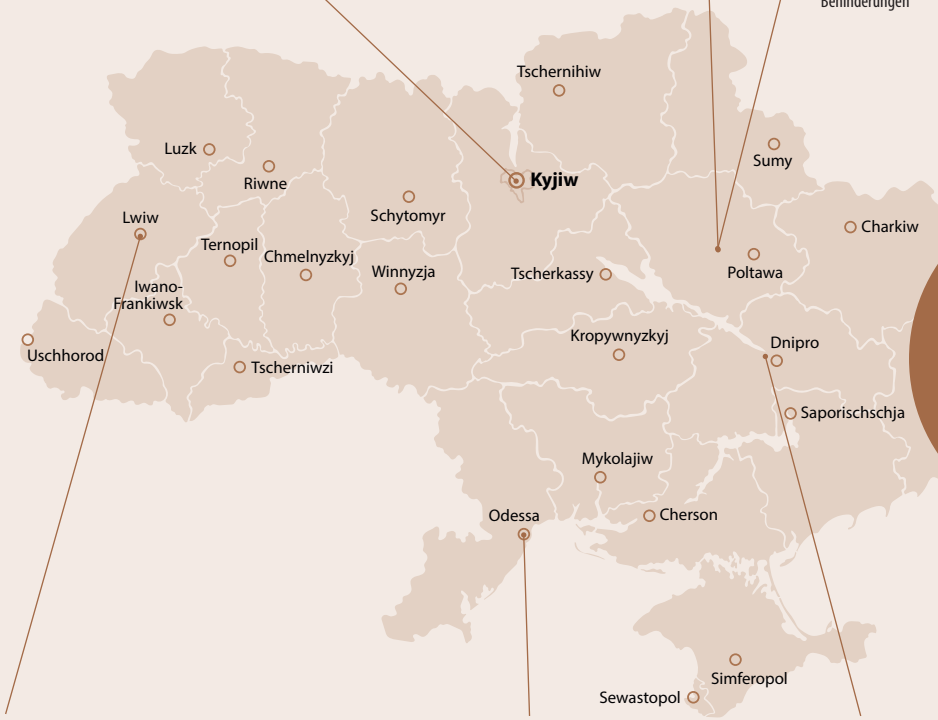 Behinderungen
Tschernihiw
Luzk
Sumy
Riwne
Kyjiw
Schytomyr
Lwiw
Charkiw
Ternopil
Chmelnyzkyj
Winnyzja
Tscherkassy
Poltawa
Iwano-
Frankiwsk
Kropywnyzkyj
Dnipro
Uschhorod
Tscherniwzi
Saporischschja
Mykolajiw
Odessa
Cherson
Simferopol
Sewastopol